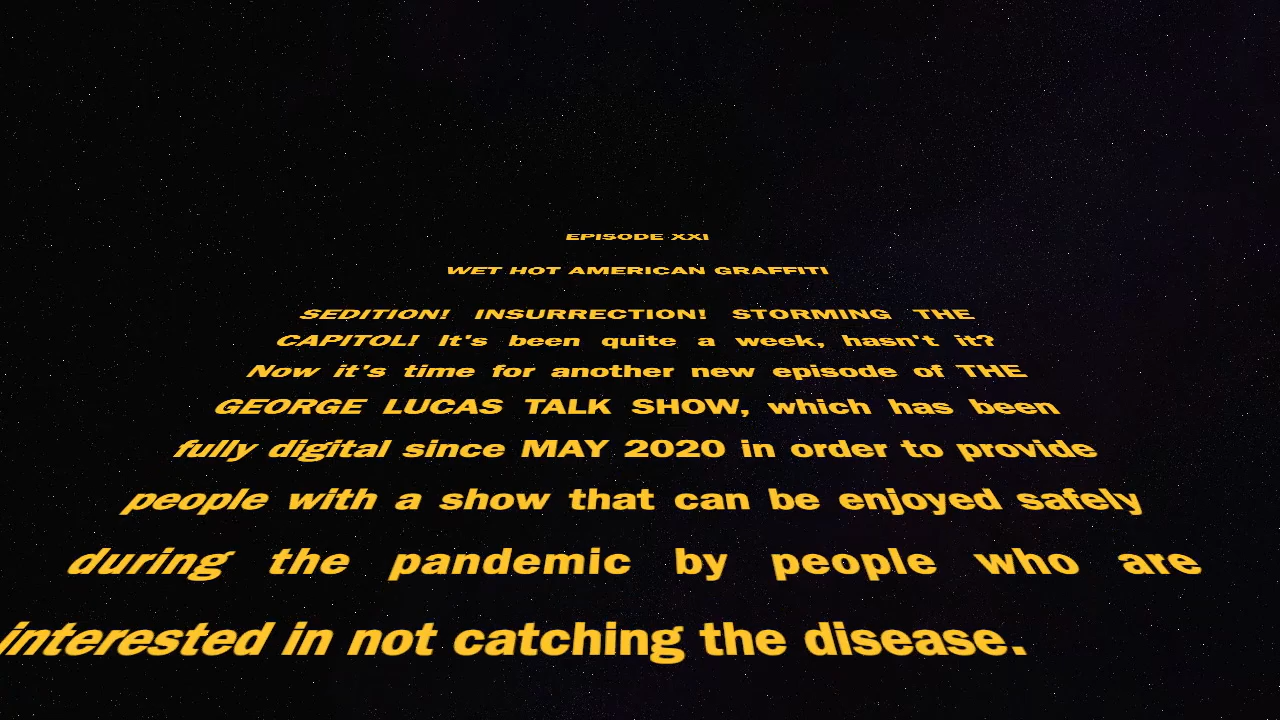 EPISODE XXI
WET HOT AMERICAN GRAFFITI
SEDITION! INSURRECTION! STORMING THE
CAPITOL! It's been quite a week, hasn't it?
Now it's time for another new episode of THE
GEORGE LUCAS TALK SHOW, which has been
fully digital since MAY 2020 in order to provide
people with a show that can be enjoyed safely
during the pandemic by people who are
interested in not catching the disease.